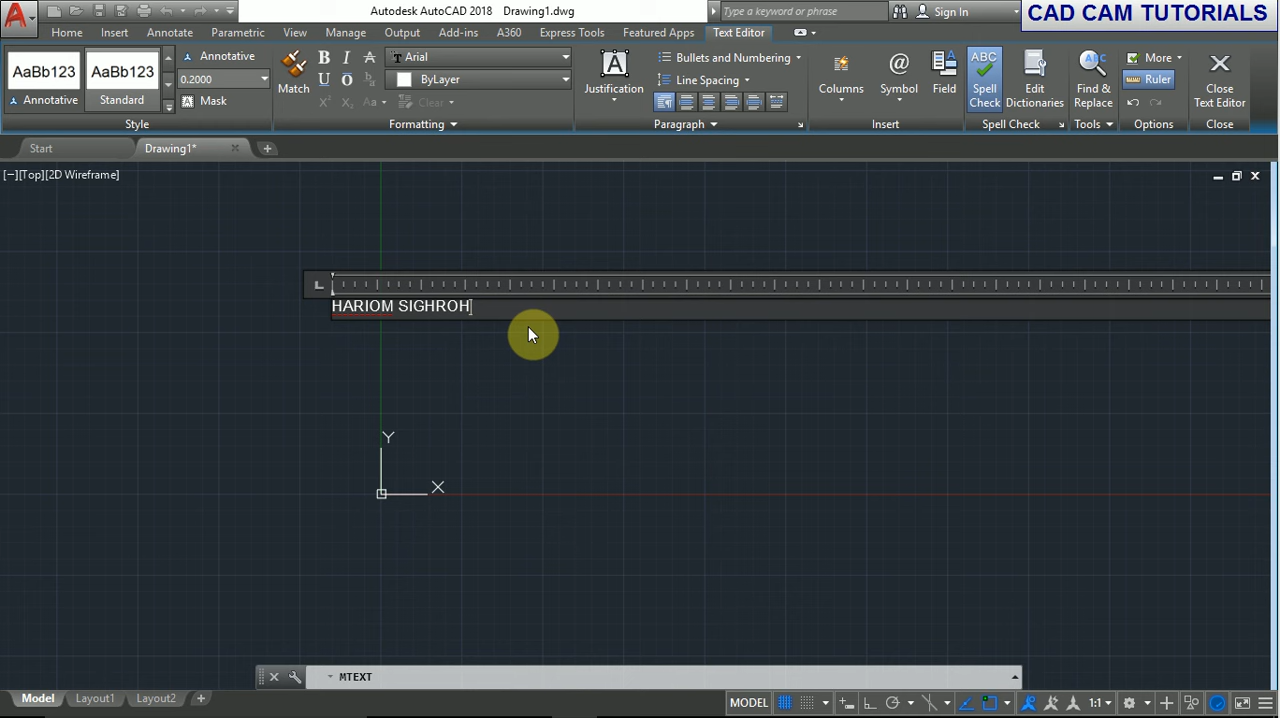 Autodesk AutoCAD 2018 Drawing1.dwg
Type a keyword or phrase
Sign In
CAD CAM TUTORIALS
Home Insert Annotate Parametric View Manage Output Add-ins A360 Express Tools Featured Apps Text Editor
AaBb123 AaBb123 Annotative
Annotative Standard
0.2000
Mask
Match
Arial
ByLayer
Clear
Justification
Bullets and Numbering
Line Spacing
Columns Symbol Field
Spell Check
Edit Dictionaries
Find & Replace
More
Ruler
Close Text Editor
Style Formatting Paragraph Insert Spell Check Tools Options Close
Start Drawing1*
[−][Top][2D Wireframe]
HARIOM SIGHROH
Y
X
MTEXT
Model Layout1 Layout2
MODEL 1:1